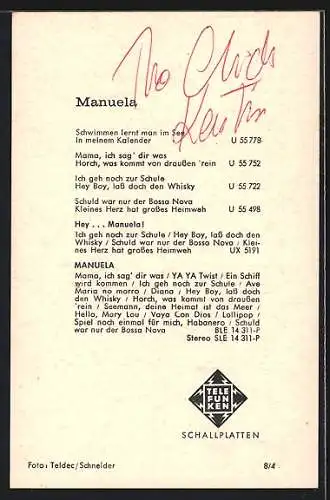 Manuela
Schwimmen lernt man im See
In meinem Kalender U 55 778
Mama, ich sag' dir was
Horch, was kommt von draußen 'rein U 55 752
Ich geh noch zur Schule
Hey Boy, laß doch den Whisky U 55 722
Schuld war nur der Bossa Nova
Kleines Herz hat großes Heimweh U 55 498
Hey . . . Manuela!
Ich geh noch zur Schule / Hey Boy, laß doch den
Whisky / Schuld war nur der Bossa Nova / Klei-
nes Herz hat großes Heimweh UX 5191
MANUELA
Mama, ich sag' dir was / YA YA Twist / Ein Schiff
wird kommen / Ich geh noch zur Schule / Ave
Maria no morro / Diana / Hey Boy, laß doch
den Whisky / Horch, was kommt von draußen
'rein / Seemann, deine Heimat ist das Meer /
Hello, Mary Lou / Vaya Con Dios / Lollipop /
Spiel noch einmal für mich, Habanero / Schuld
war nur der Bossa Nova BLE 14 311-P
Stereo SLE 14 311-P
TELE
FUN
KEN
SCHALLPLATTEN
Foto: Teldec/Schneider 8/4